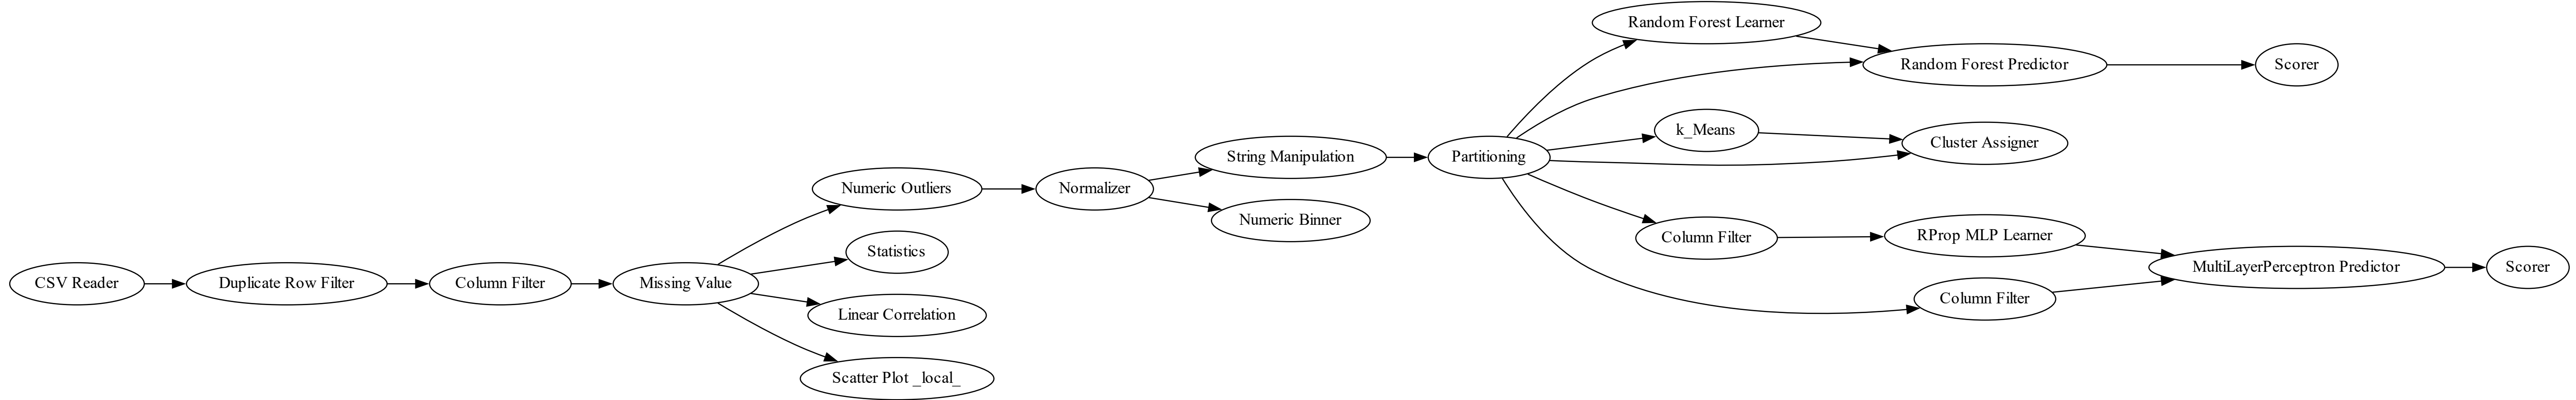 CSV Reader
Duplicate Row Filter
Column Filter
Missing Value
Numeric Outliers
Statistics
Linear Correlation
Scatter Plot _local_
Normalizer
String Manipulation
Numeric Binner
Partitioning
Random Forest Learner
Random Forest Predictor
Scorer
k_Means
Cluster Assigner
Column Filter
RProp MLP Learner
Column Filter
MultiLayerPerceptron Predictor
Scorer